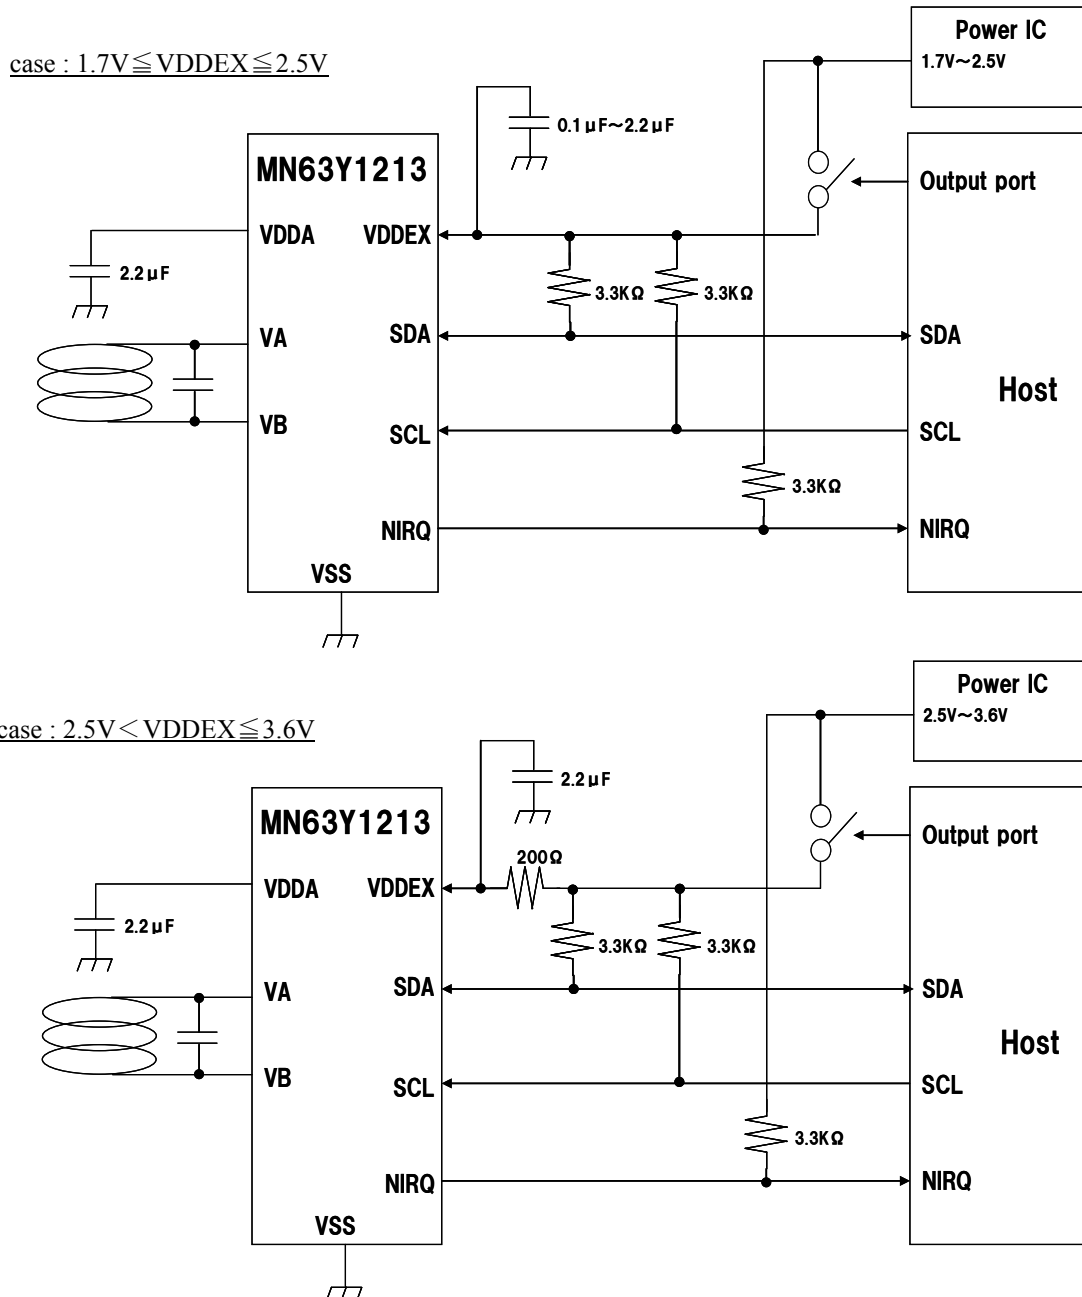 case : 1.7V≦VDDEX≦2.5V
Power IC
1.7V~2.5V
0.1μF~2.2μF
MN63Y1213
Output port
VDDA
VDDEX
2.2μF
3.3KΩ
3.3KΩ
VA
SDA
SDA
Host
VB
SCL
SCL
3.3KΩ
NIRQ
NIRQ
VSS
case : 2.5V<VDDEX≦3.6V
Power IC
2.5V~3.6V
2.2μF
MN63Y1213
Output port
200Ω
VDDA
VDDEX
2.2μF
3.3KΩ
3.3KΩ
VA
SDA
SDA
Host
VB
SCL
SCL
3.3KΩ
NIRQ
NIRQ
VSS